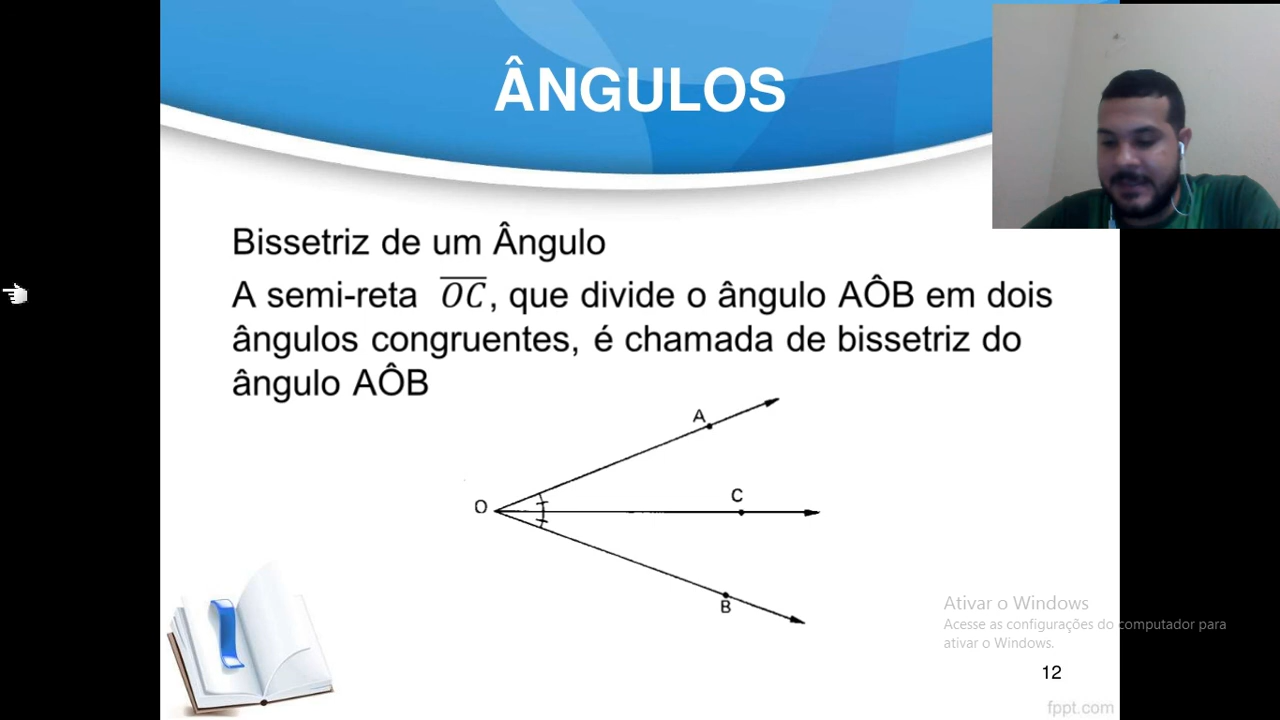 ÂNGULOS
Bissetriz de um Ângulo
A semi-reta OC, que divide o ângulo AÔB em dois
ângulos congruentes, é chamada de bissetriz do
ângulo AÔB
A
C
O
B
Ativar o Windows
Acesse as configurações do computador para
ativar o Windows.
12
fppt.com